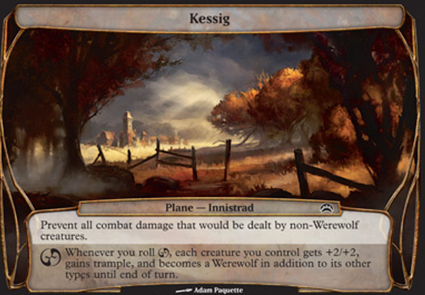 Kessig
Plane — Innistrad
Prevent all combat damage that would be dealt by non-Werewolf
creatures.
Whenever you roll , each creature you control gets +2/+2,
gains trample, and becomes a Werewolf in addition to its other
types until end of turn.
Adam Paquette